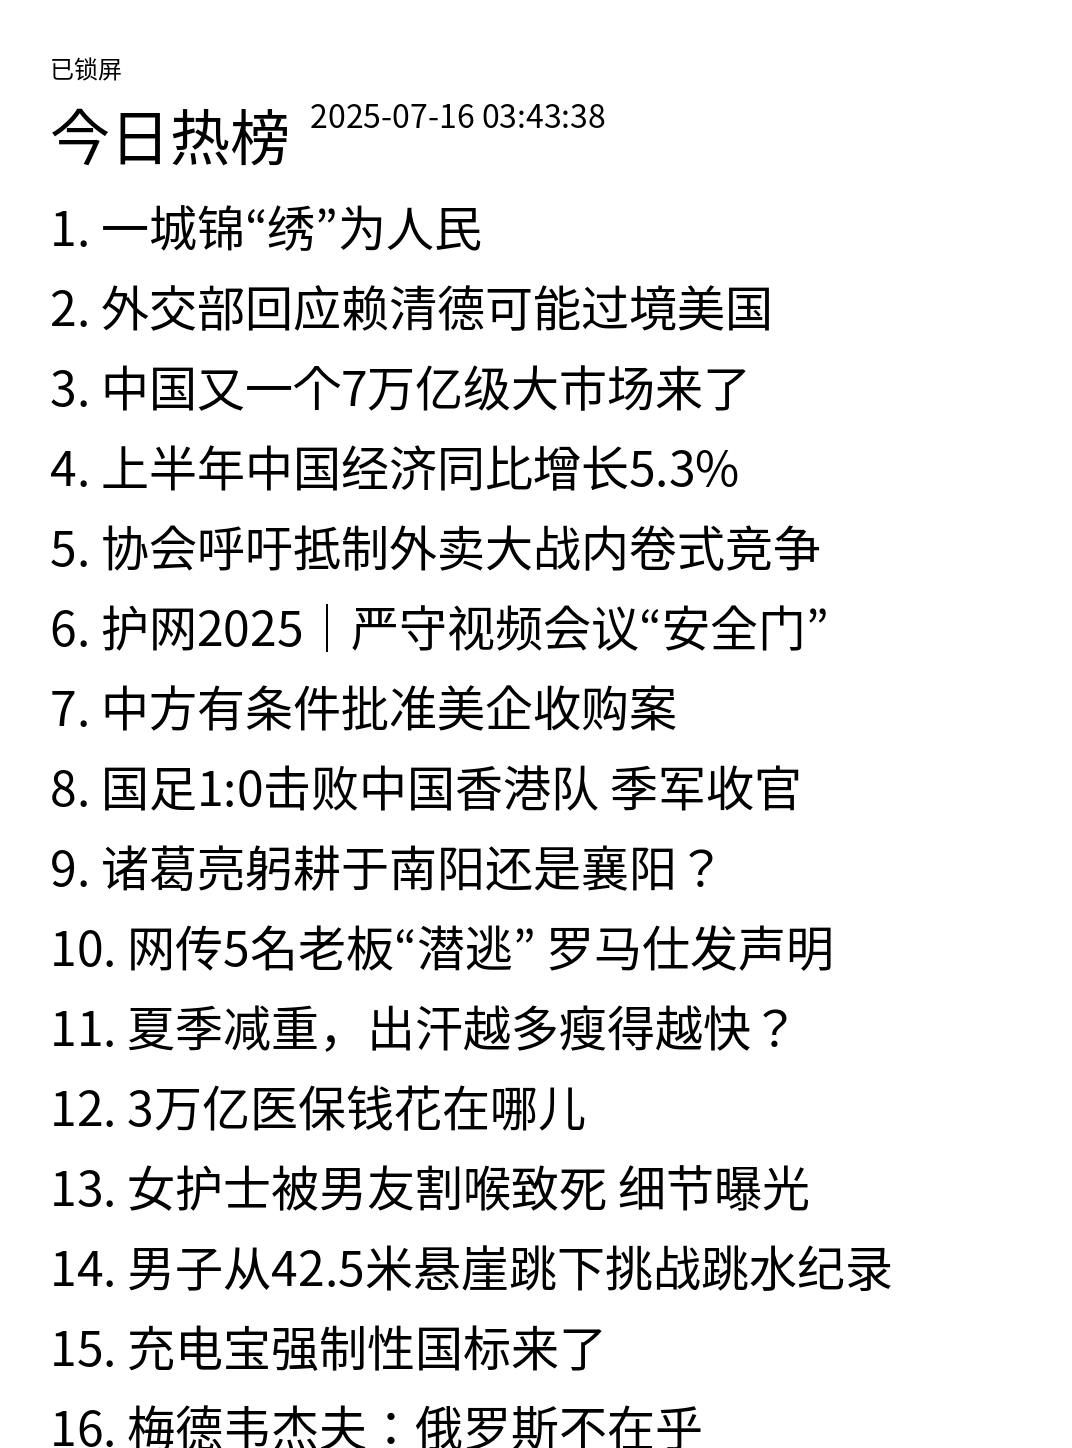 已锁屏
今日热榜 2025-07-16 03:43:38
1. 一城锦“绣”为人民
2. 外交部回应赖清德可能过境美国
3. 中国又一个7万亿级大市场来了
4. 上半年中国经济同比增长5.3%
5. 协会呼吁抵制外卖大战内卷式竞争
6. 护网2025｜严守视频会议“安全门”
7. 中方有条件批准美企收购案
8. 国足1:0击败中国香港队 季军收官
9. 诸葛亮躬耕于南阳还是襄阳？
10. 网传5名老板“潜逃” 罗马仕发声明
11. 夏季减重，出汗越多瘦得越快？
12. 3万亿医保钱花在哪儿
13. 女护士被男友割喉致死 细节曝光
14. 男子从42.5米悬崖跳下挑战跳水纪录
15. 充电宝强制性国标来了
16. 梅德韦杰夫：俄罗斯不在乎